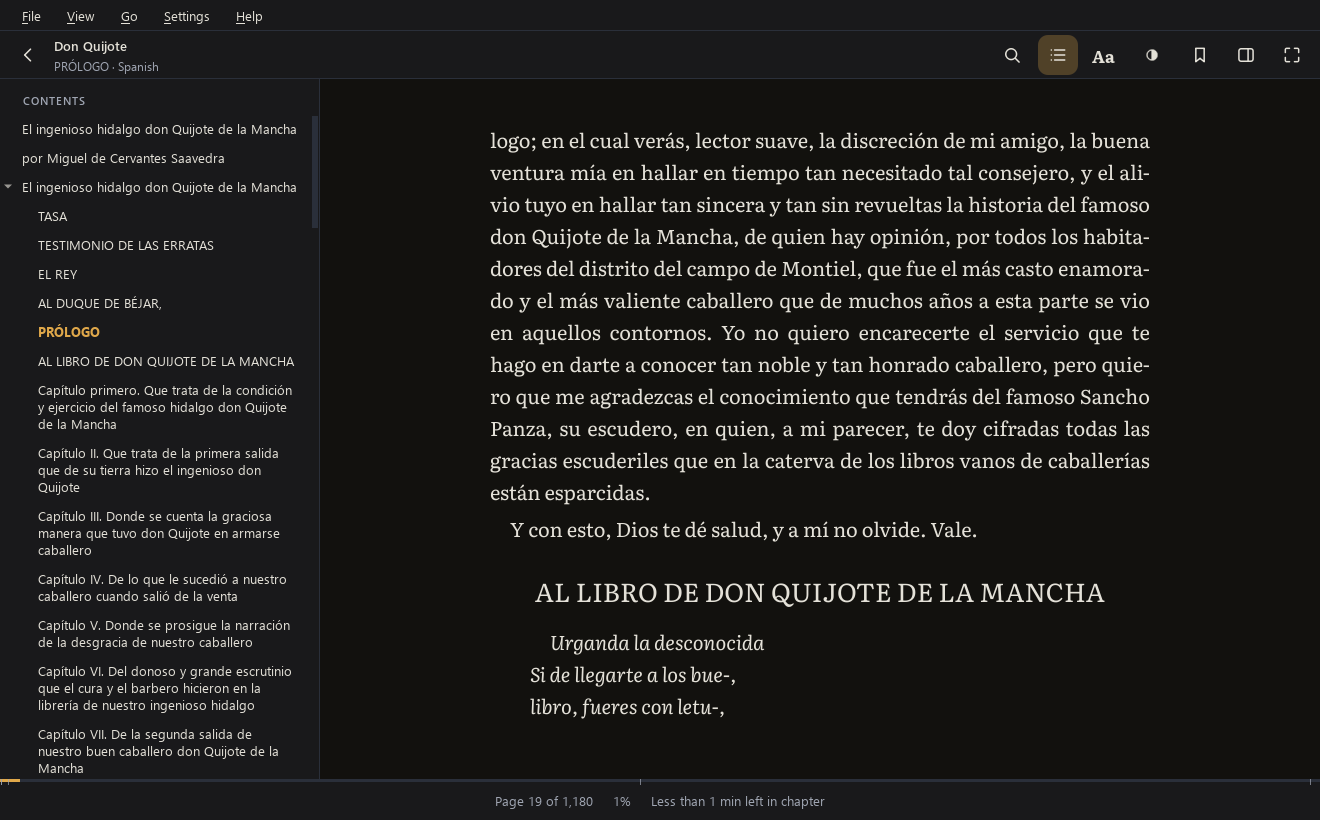 File View Go Settings Help
Don Quijote
PRÓLOGO · Spanish
Aa
CONTENTS
El ingenioso hidalgo don Quijote de la Mancha
por Miguel de Cervantes Saavedra
El ingenioso hidalgo don Quijote de la Mancha
TASA
TESTIMONIO DE LAS ERRATAS
EL REY
AL DUQUE DE BÉJAR,
PRÓLOGO
AL LIBRO DE DON QUIJOTE DE LA MANCHA
Capítulo primero. Que trata de la condición
y ejercicio del famoso hidalgo don Quijote
de la Mancha
Capítulo II. Que trata de la primera salida
que de su tierra hizo el ingenioso don
Quijote
Capítulo III. Donde se cuenta la graciosa
manera que tuvo don Quijote en armarse
caballero
Capítulo IV. De lo que le sucedió a nuestro
caballero cuando salió de la venta
Capítulo V. Donde se prosigue la narración
de la desgracia de nuestro caballero
Capítulo VI. Del donoso y grande escrutinio
que el cura y el barbero hicieron en la
librería de nuestro ingenioso hidalgo
Capítulo VII. De la segunda salida de
nuestro buen caballero don Quijote de la
Mancha
logo; en el cual verás, lector suave, la discreción de mi amigo, la buena
ventura mía en hallar en tiempo tan necesitado tal consejero, y el ali-
vio tuyo en hallar tan sincera y tan sin revueltas la historia del famoso
don Quijote de la Mancha, de quien hay opinión, por todos los habita-
dores del distrito del campo de Montiel, que fue el más casto enamora-
do y el más valiente caballero que de muchos años a esta parte se vio
en aquellos contornos. Yo no quiero encarecerte el servicio que te
hago en darte a conocer tan noble y tan honrado caballero, pero quie-
ro que me agradezcas el conocimiento que tendrás del famoso Sancho
Panza, su escudero, en quien, a mi parecer, te doy cifradas todas las
gracias escuderiles que en la caterva de los libros vanos de caballerías
están esparcidas.
Y con esto, Dios te dé salud, y a mí no olvide. Vale.
AL LIBRO DE DON QUIJOTE DE LA MANCHA
Urganda la desconocida
Si de llegarte a los bue-,
libro, fueres con letu-,
Page 19 of 1,180 1% Less than 1 min left in chapter